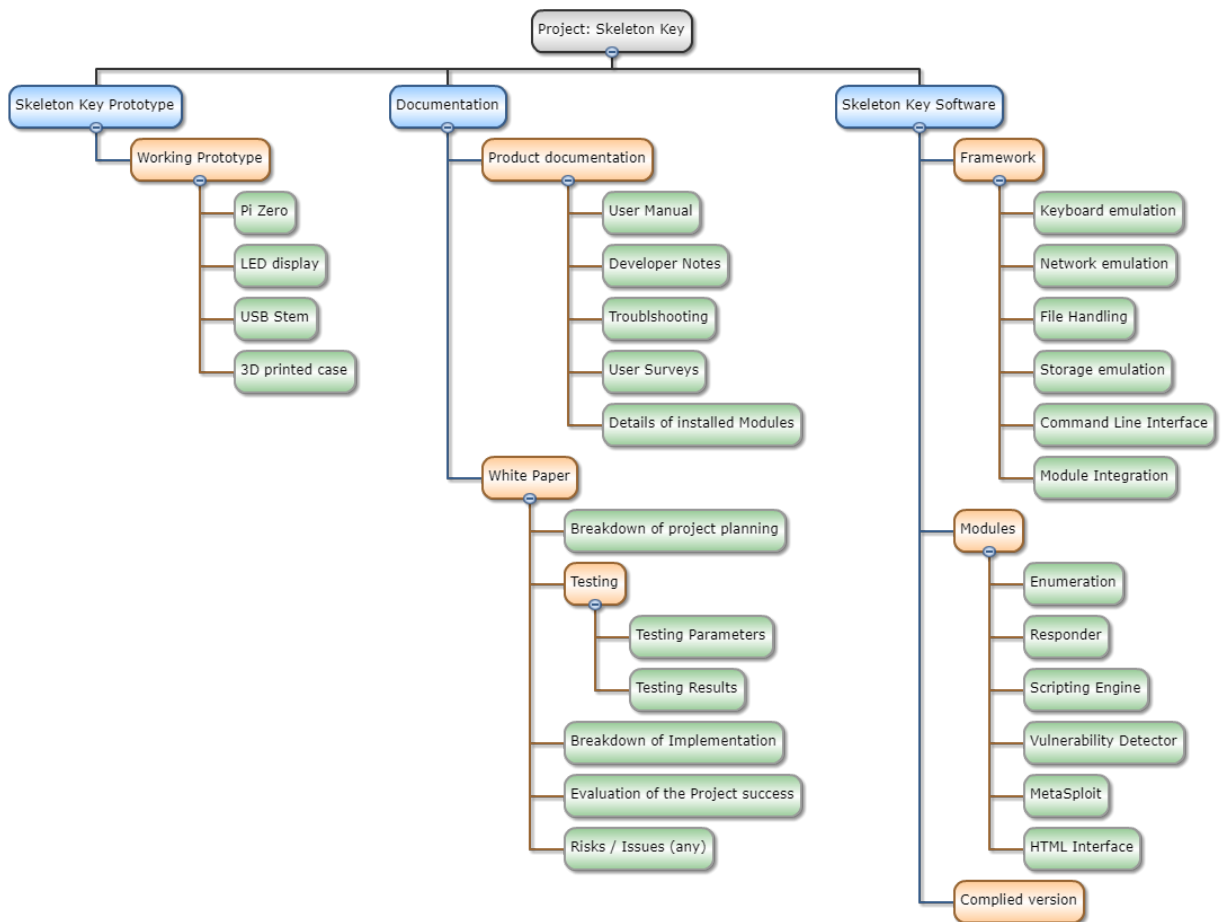 Project: Skeleton Key
Skeleton Key Prototype
Working Prototype
Pi Zero
LED display
USB Stem
3D printed case
Documentation
Product documentation
User Manual
Developer Notes
Troublshooting
User Surveys
Details of installed Modules
White Paper
Breakdown of project planning
Testing
Testing Parameters
Testing Results
Breakdown of Implementation
Evaluation of the Project success
Risks / Issues (any)
Skeleton Key Software
Framework
Keyboard emulation
Network emulation
File Handling
Storage emulation
Command Line Interface
Module Integration
Modules
Enumeration
Responder
Scripting Engine
Vulnerability Detector
MetaSploit
HTML Interface
Complied version